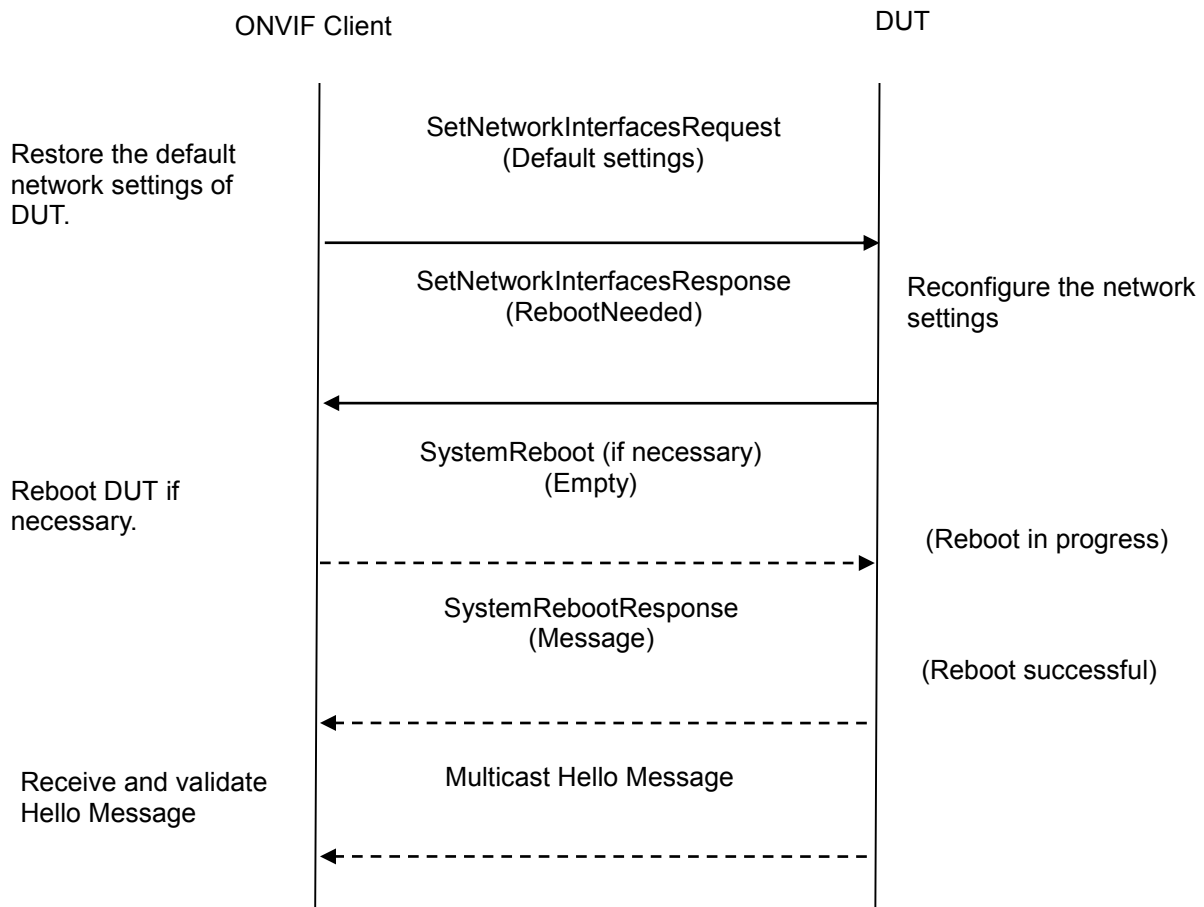 ONVIF Client
DUT
SetNetworkInterfacesRequest
(Default settings)
Restore the default
network settings of
DUT.
SetNetworkInterfacesResponse
(RebootNeeded)
Reconfigure the network
settings
SystemReboot (if necessary)
(Empty)
Reboot DUT if
necessary.
(Reboot in progress)
SystemRebootResponse
(Message)
(Reboot successful)
Receive and validate
Hello Message
Multicast Hello Message